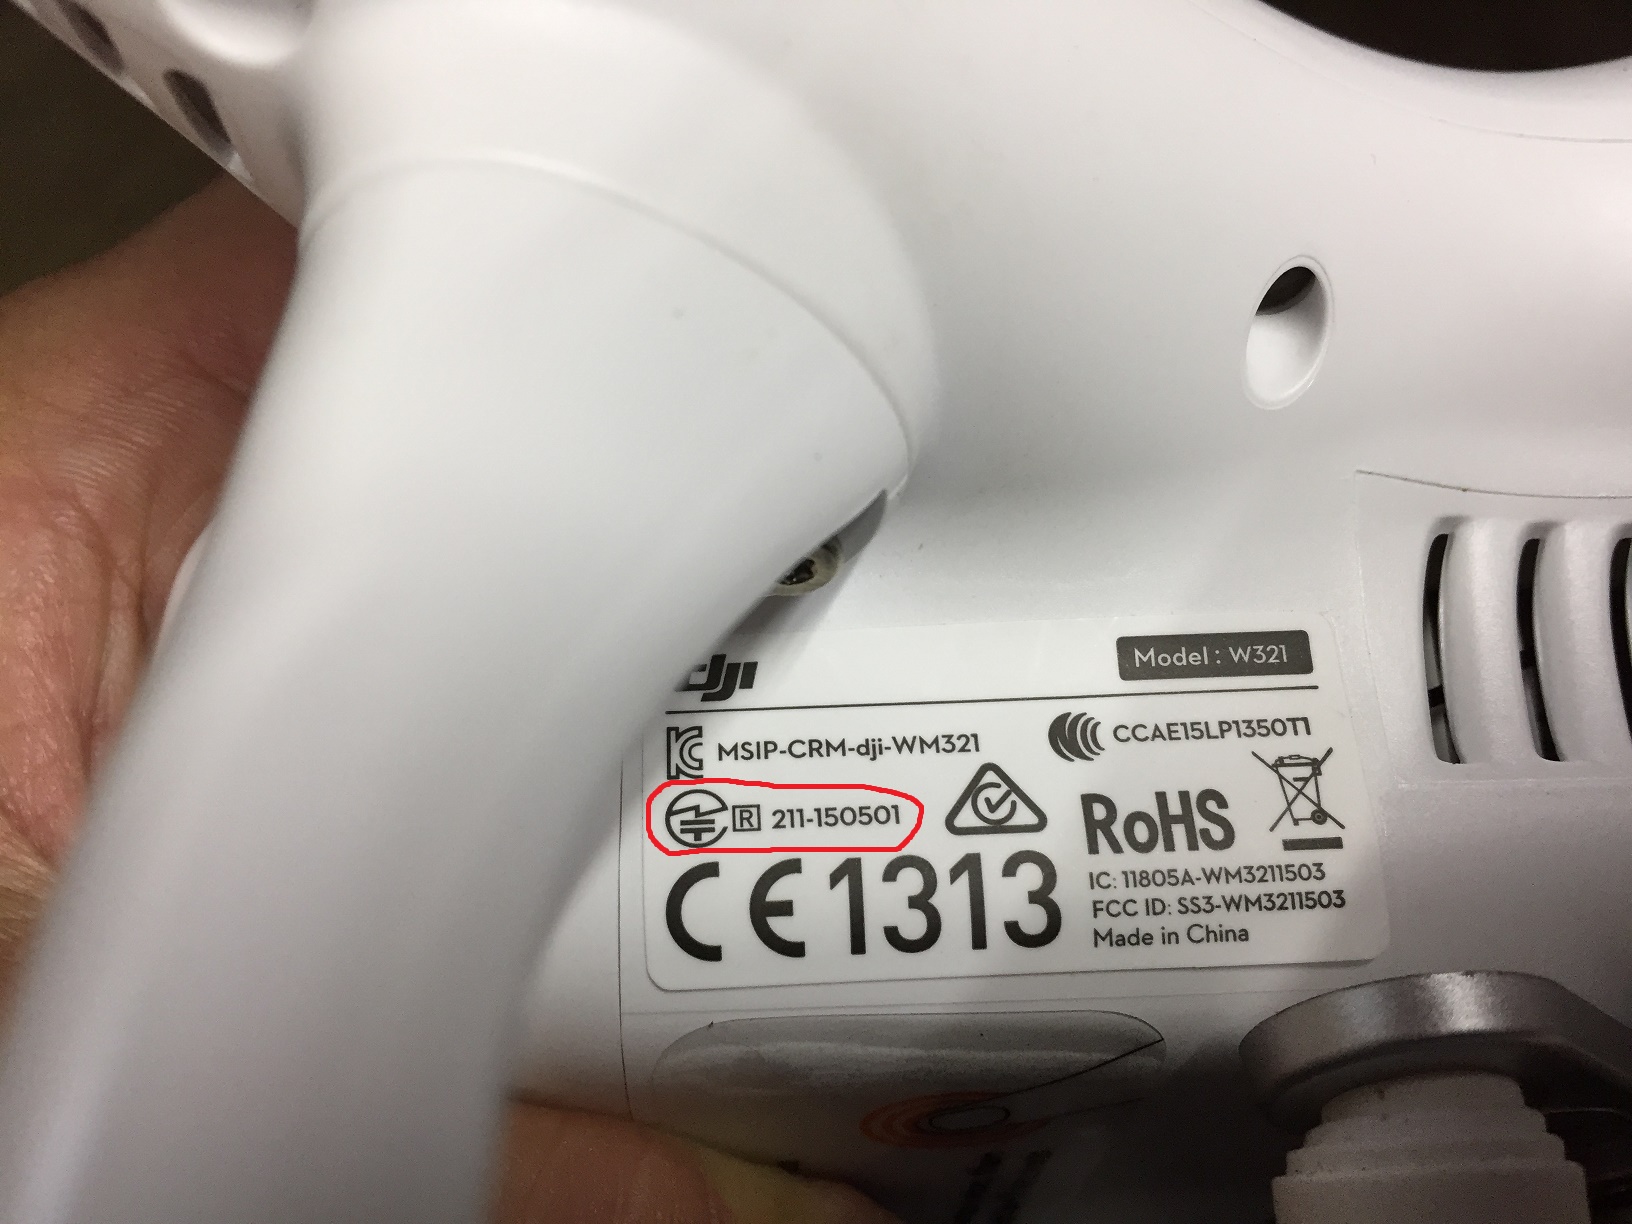 dji
Model : W321
MSIP-CRM-dji-WM321
CCAE15LP1350T1
R 211-150501
RoHS
CE1313
IC: 11805A-WM3211503
FCC ID: SS3-WM3211503
Made in China